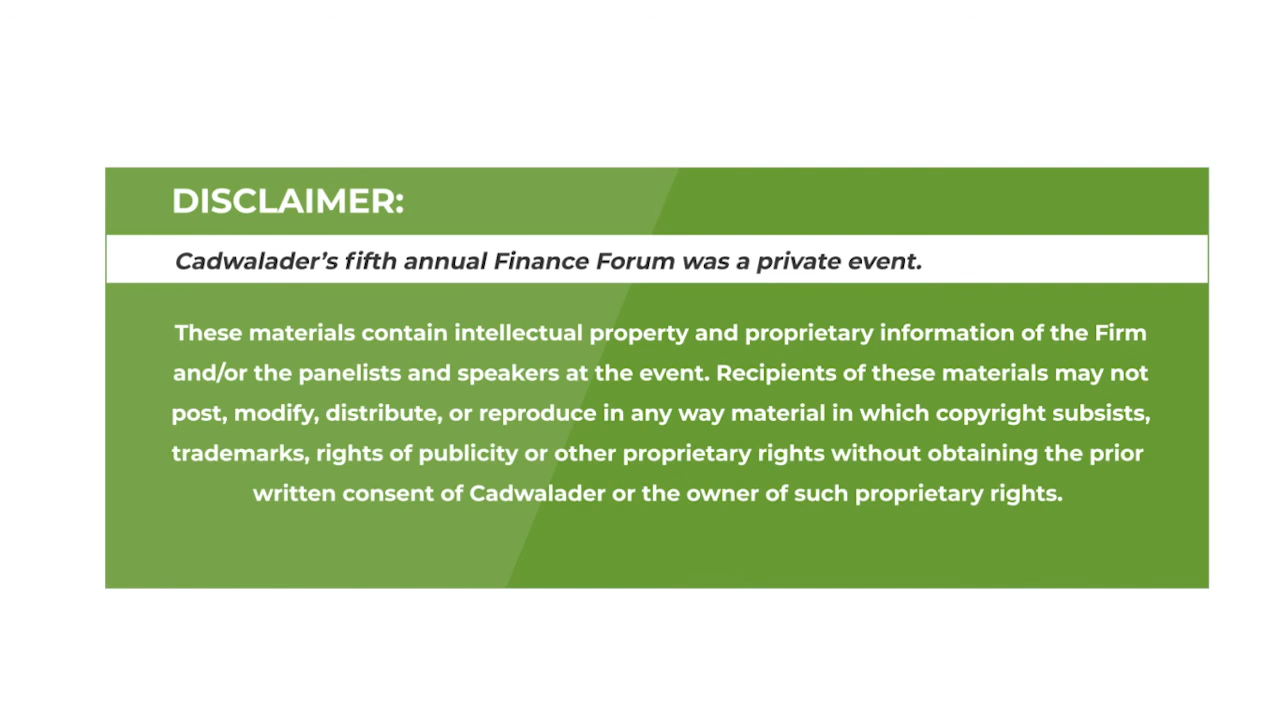 DISCLAIMER:
Cadwalader’s fifth annual Finance Forum was a private event.
These materials contain intellectual property and proprietary information of the Firm
and/or the panelists and speakers at the event. Recipients of these materials may not
post, modify, distribute, or reproduce in any way material in which copyright subsists,
trademarks, rights of publicity or other proprietary rights without obtaining the prior
written consent of Cadwalader or the owner of such proprietary rights.